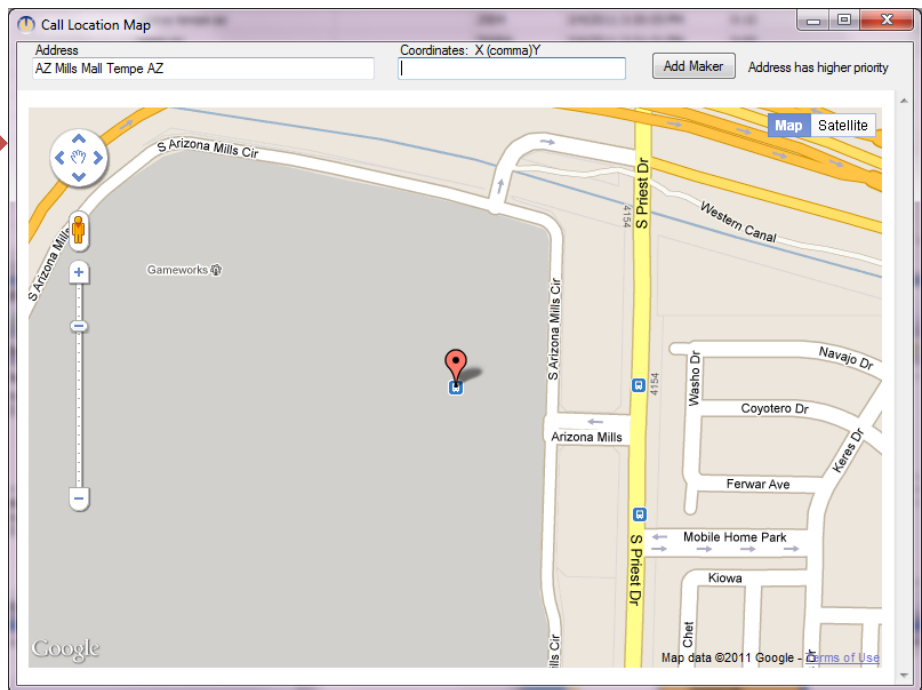 Call Location Map
Address
Coordinates: X (comma)Y
AZ Mills Mall Tempe AZ
Add Maker
Address has higher priority
Map
Satellite
S Arizona Mills Cir
S Priest Dr
4154
Western Canal
S Arizona Mills
Gameworks
S Arizona Mills Cir
Navajo Dr
Washo Dr
4154
Coyotero Dr
Arizona Mills
Keres Dr
Ferwar Ave
Mobile Home Park
S Priest Dr
Kiowa
Chet
lls Cir
Google
Map data ©2011 Google - Terms of Use